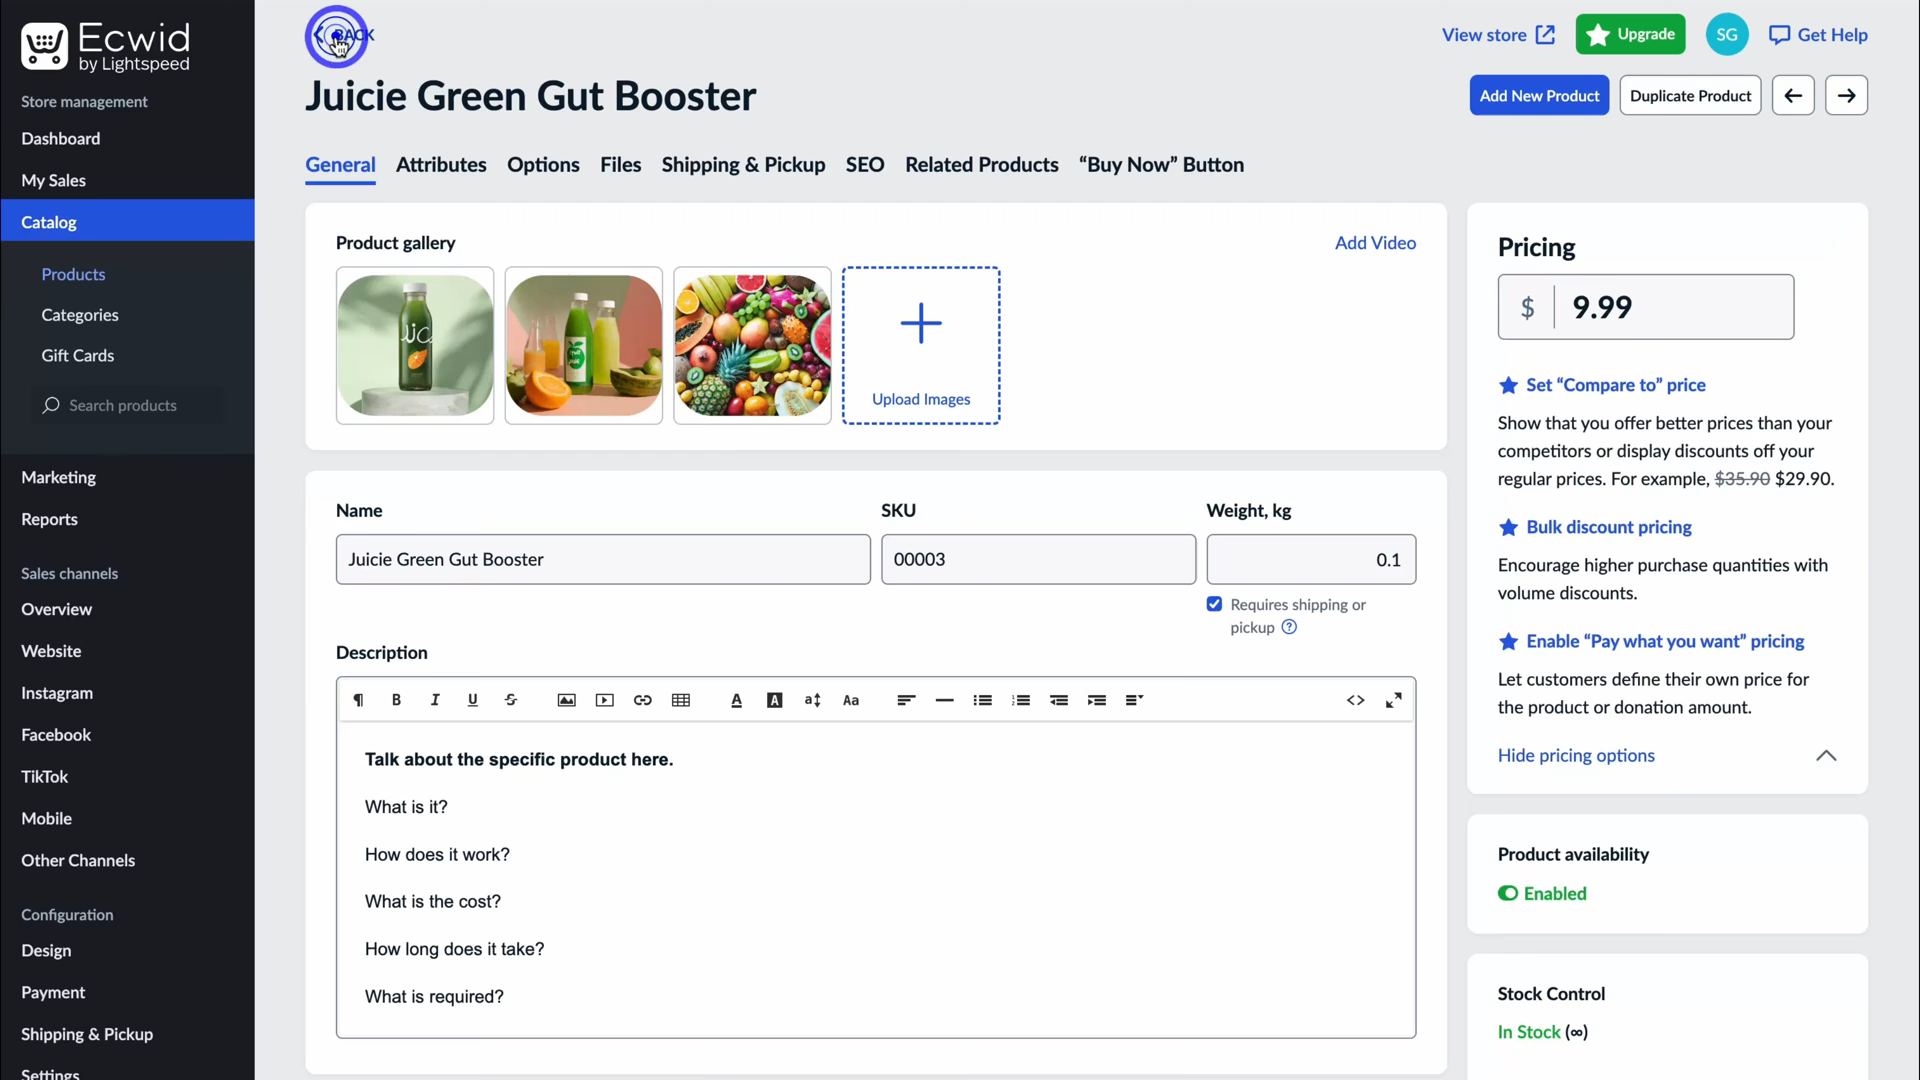 Ecwid
by Lightspeed
Store management
Dashboard
My Sales
Catalog
Products
Categories
Gift Cards
Search products
Marketing
Reports
Sales channels
Overview
Website
Instagram
Facebook
TikTok
Mobile
Other Channels
Configuration
Design
Payment
Shipping & Pickup
Settings
BACK
View store
Upgrade
SG
Get Help
Juicie Green Gut Booster
Add New Product
Duplicate Product
General
Attributes
Options
Files
Shipping & Pickup
SEO
Related Products
“Buy Now” Button
Product gallery
Add Video
Upload Images
Name
SKU
Weight, kg
Juicie Green Gut Booster
00003
0.1
Requires shipping or
pickup
Description
Talk about the specific product here.
What is it?
How does it work?
What is the cost?
How long does it take?
What is required?
Pricing
$ 9.99
Set “Compare to” price
Show that you offer better prices than your
competitors or display discounts off your
regular prices. For example, $35.90 $29.90.
Bulk discount pricing
Encourage higher purchase quantities with
volume discounts.
Enable “Pay what you want” pricing
Let customers define their own price for
the product or donation amount.
Hide pricing options
Product availability
Enabled
Stock Control
In Stock (∞)